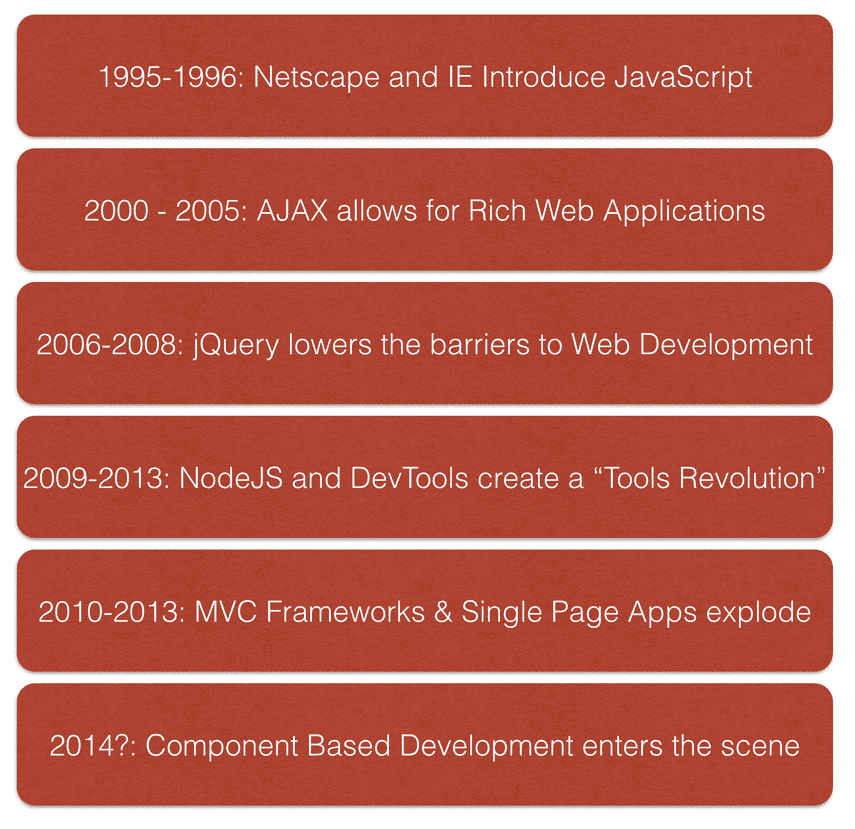 1995-1996: Netscape and IE Introduce JavaScript
2000 - 2005: AJAX allows for Rich Web Applications
2006-2008: jQuery lowers the barriers to Web Development
2009-2013: NodeJS and DevTools create a “Tools Revolution”
2010-2013: MVC Frameworks & Single Page Apps explode
2014?: Component Based Development enters the scene